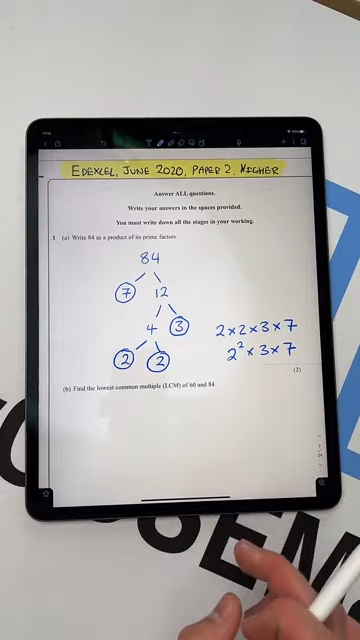 EDEXCEL, JUNE 2020, PAPER 2, HIGHER
Answer ALL questions.
Write your answers in the spaces provided.
You must write down all the stages in your working.
1 (a) Write 84 as a product of its prime factors.
84
7 12
4 3
2 × 2 × 3 × 7
2 2
2² × 3 × 7
(2)
(b) Find the lowest common multiple (LCM) of 60 and 84